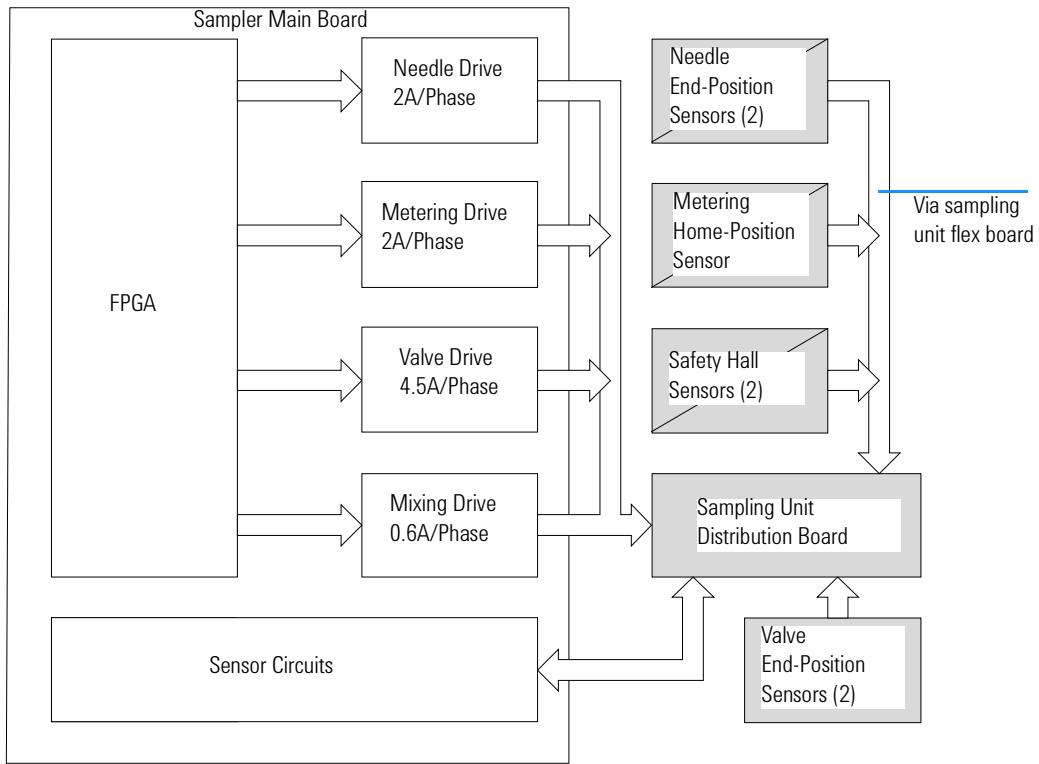 Sampler Main Board
FPGA
Needle Drive
2A/Phase
Metering Drive
2A/Phase
Valve Drive
4.5A/Phase
Mixing Drive
0.6A/Phase
Sensor Circuits
Needle
End-Position
Sensors (2)
Metering
Home-Position
Sensor
Safety Hall
Sensors (2)
Via sampling
unit flex board
Sampling Unit
Distribution Board
Valve
End-Position
Sensors (2)